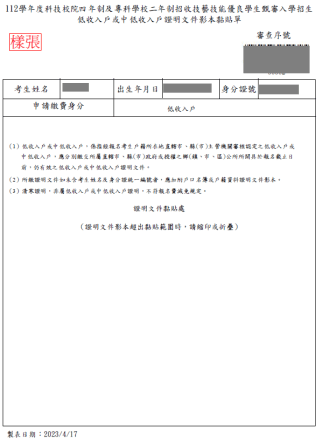 112學年度科技校院四年制及專科學校二年制招收技藝技能優良學生甄審入學招生
低收入戶或中低收入戶證明文件影本黏貼單
樣張
審查序號
考生姓名 出生年月日 身分證號
申請繳費身分 低收入戶
(1) 低收入戶或中低收入戶，係指經報名考生戶籍所在地直轄市、縣(市)主管機關審核認定之低收入戶或
中低收入戶，應分別繳交所屬直轄市、縣(市)政府或授權之鄉(鎮、市、區)公所所開具於報名截止日
前，仍有效之低收入戶或中低收入戶證明文件。
(2) 所繳證明文件如未含考生姓名及身分證統一編號者，應加附戶口名簿或戶籍資料證明文件影本。
(3) 清寒證明，非屬低收入戶或中低收入戶證明，不符報名費減免規定。
證明文件黏貼處
(證明文件影本超出黏貼範圍時，請縮印或折疊)
製表日期：2023/4/17